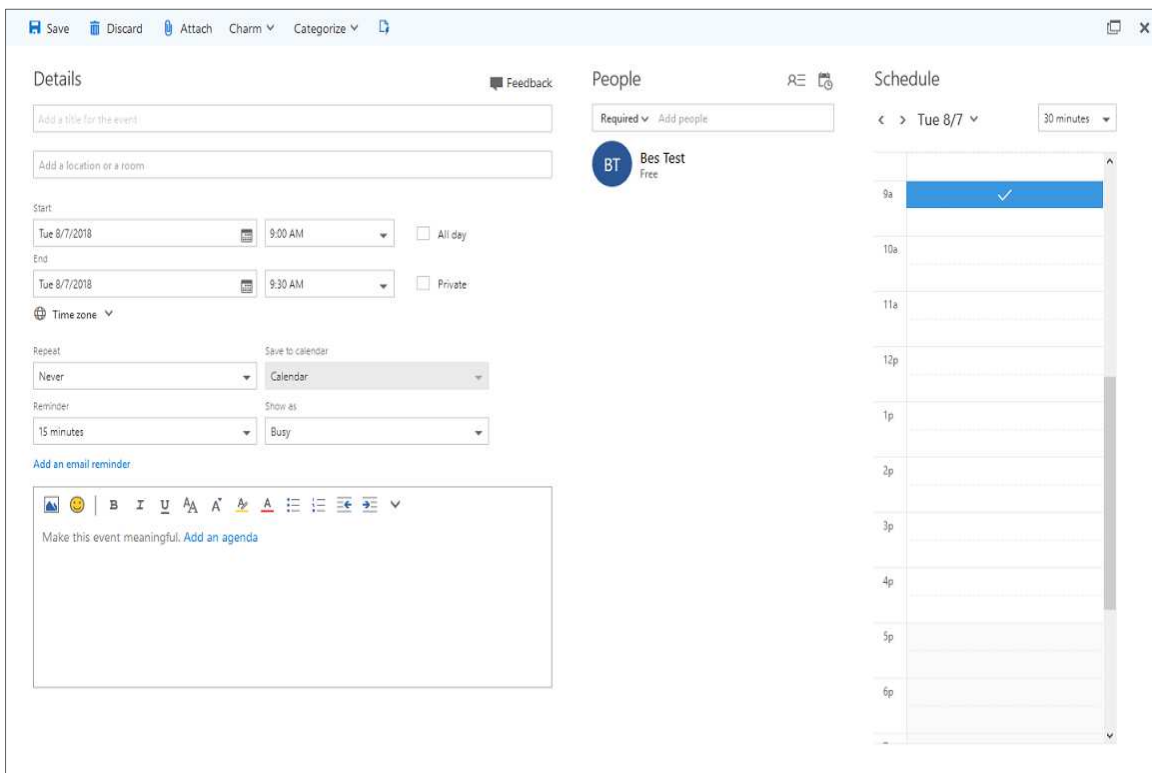 Save Discard Attach Charm Categorize
Details
Feedback
Add a title for the event
Add a location or a room
Start
Tue 8/7/2018 9:00 AM All day
End
Tue 8/7/2018 9:30 AM Private
Time zone
Repeat Save to calendar
Never Calendar
Reminder Show as
15 minutes Busy
Add an email reminder
B I U AA A A A
Make this event meaningful. Add an agenda
People
Required Add people
BT Bes Test
Free
Schedule
Tue 8/7 30 minutes
9a
10a
11a
12p
1p
2p
3p
4p
5p
6p